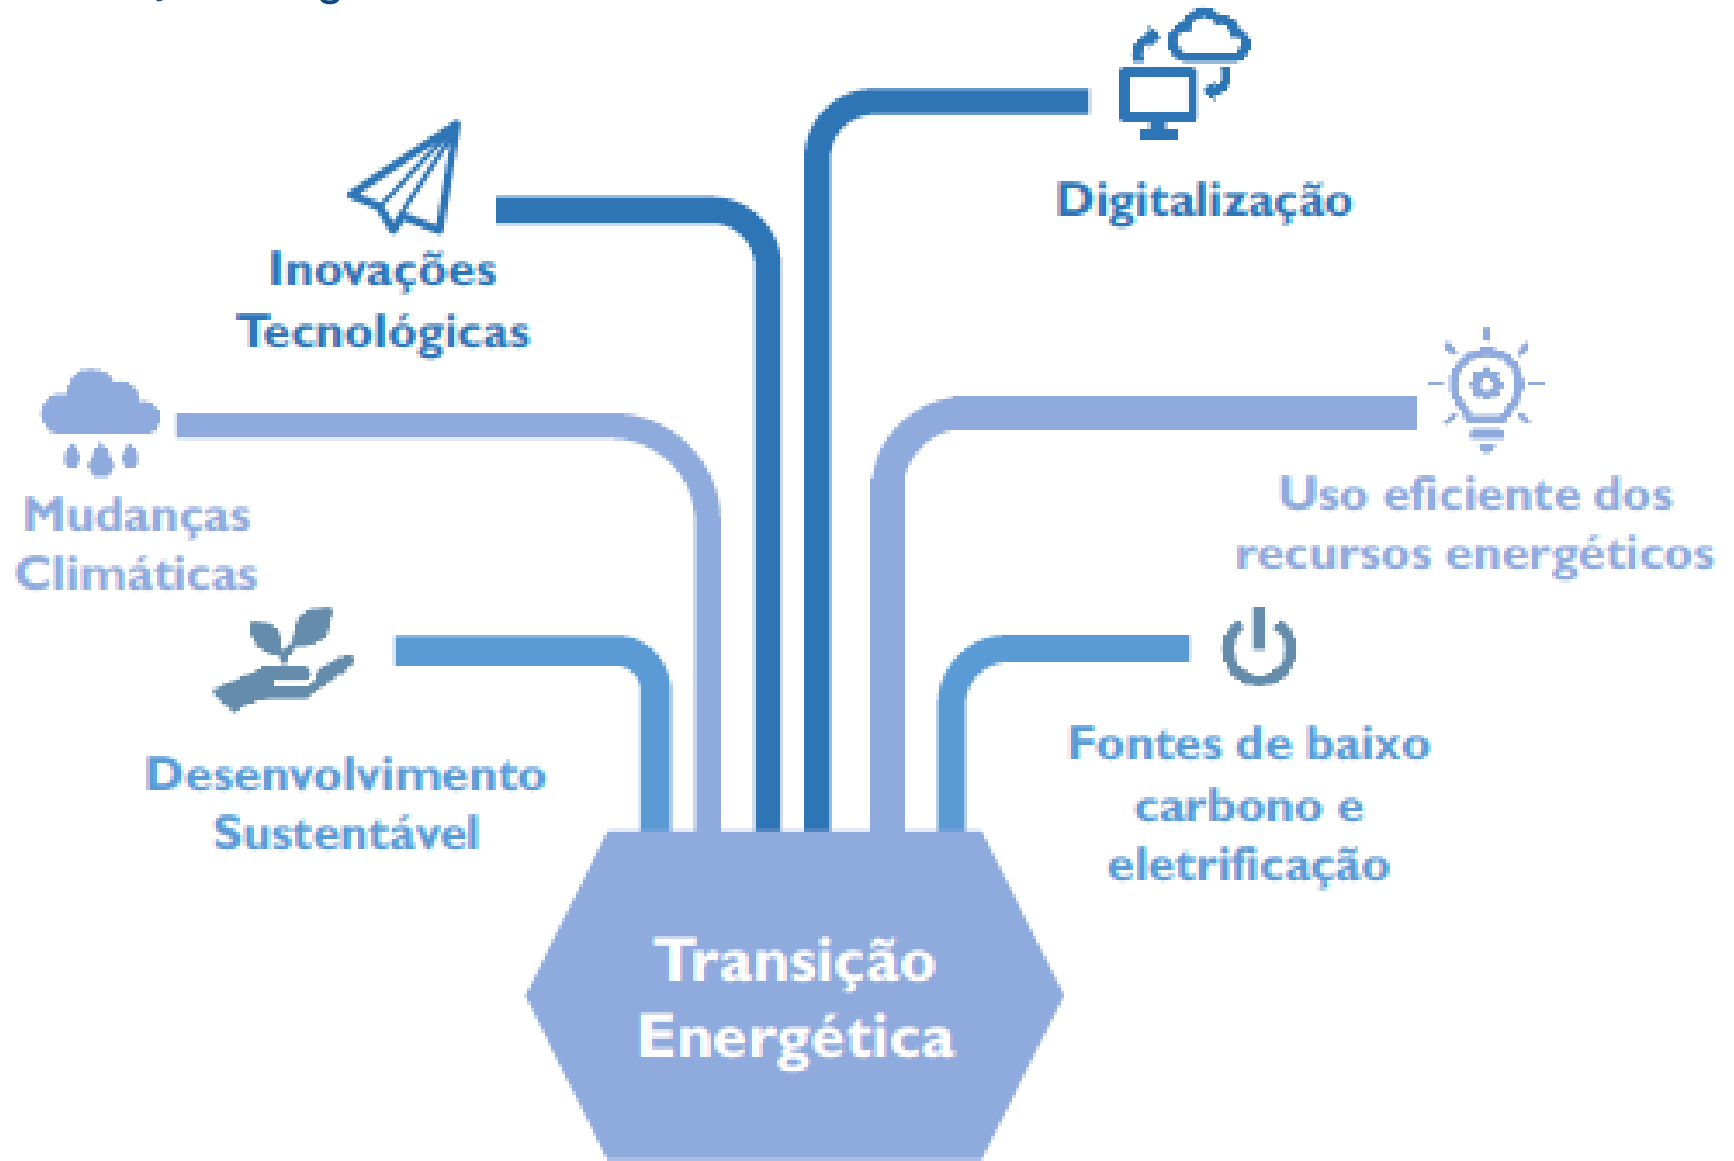 Digitalização
Inovações
Tecnológicas
Mudanças
Climáticas
Uso eficiente dos
recursos energéticos
Desenvolvimento
Sustentável
Fontes de baixo
carbono e
eletrificação
Transição
Energética